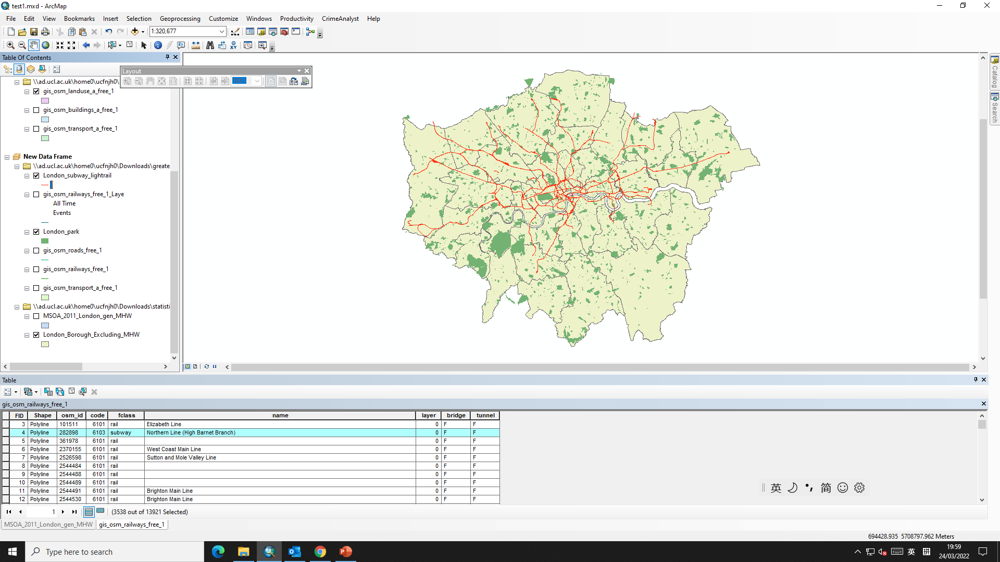 test1.mxd - ArcMap
File Edit View Bookmarks Insert Selection Geoprocessing Customize Windows Productivity CrimeAnalyst Help
1:320,677
Table Of Contents
Layout
100%
\\ad.ucl.ac.uk\home0\ucfnjh0\
gis_osm_landuse_a_free_1
gis_osm_buildings_a_free_1
gis_osm_transport_a_free_1
New Data Frame
\\ad.ucl.ac.uk\home0\ucfnjh0\Downloads\greate
London_subway_lightrail
gis_osm_railways_free_1_Laye
All Time
Events
London_park
gis_osm_roads_free_1
gis_osm_railways_free_1
gis_osm_transport_a_free_1
\\ad.ucl.ac.uk\home0\ucfnjh0\Downloads\statisti
MSOA_2011_London_gen_MHW
London_Borough_Excluding_MHW
Catalog
Search
Table
gis_osm_railways_free_1
FID Shape osm_id code fclass name layer bridge tunnel
3 Polyline 101511 6101 rail Elizabeth Line 0 F F
4 Polyline 282898 6103 subway Northern Line (High Barnet Branch) 0 F F
5 Polyline 361978 6101 rail 0 F F
6 Polyline 2370155 6101 rail West Coast Main Line 0 F F
7 Polyline 2526598 6101 rail Sutton and Mole Valley Line 0 F F
8 Polyline 2544484 6101 rail 0 F F
9 Polyline 2544488 6101 rail 0 F F
10 Polyline 2544489 6101 rail 0 F F
11 Polyline 2544491 6101 rail Brighton Main Line 0 F F
12 Polyline 2544530 6101 rail Brighton Main Line 0 F F
英 简
1 (3538 out of 13921 Selected)
MSOA_2011_London_gen_MHW gis_osm_railways_free_1
694428.935 5708797.962 Meters
Type here to search
英 拼
19:59
24/03/2022